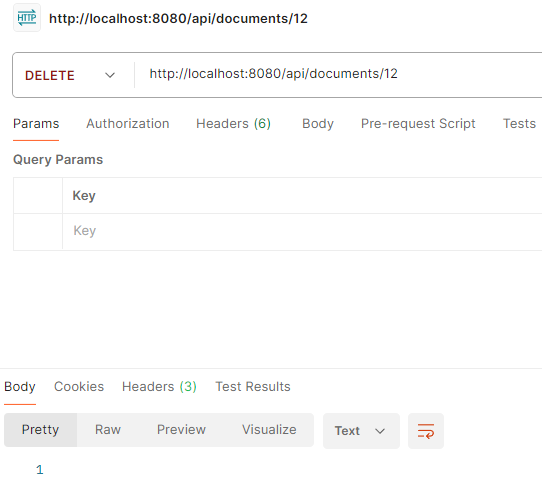 HTTP http://localhost:8080/api/documents/12
DELETE http://localhost:8080/api/documents/12
Params Authorization Headers (6) Body Pre-request Script Tests
Query Params
Key
Key
Body Cookies Headers (3) Test Results
Pretty Raw Preview Visualize Text
1